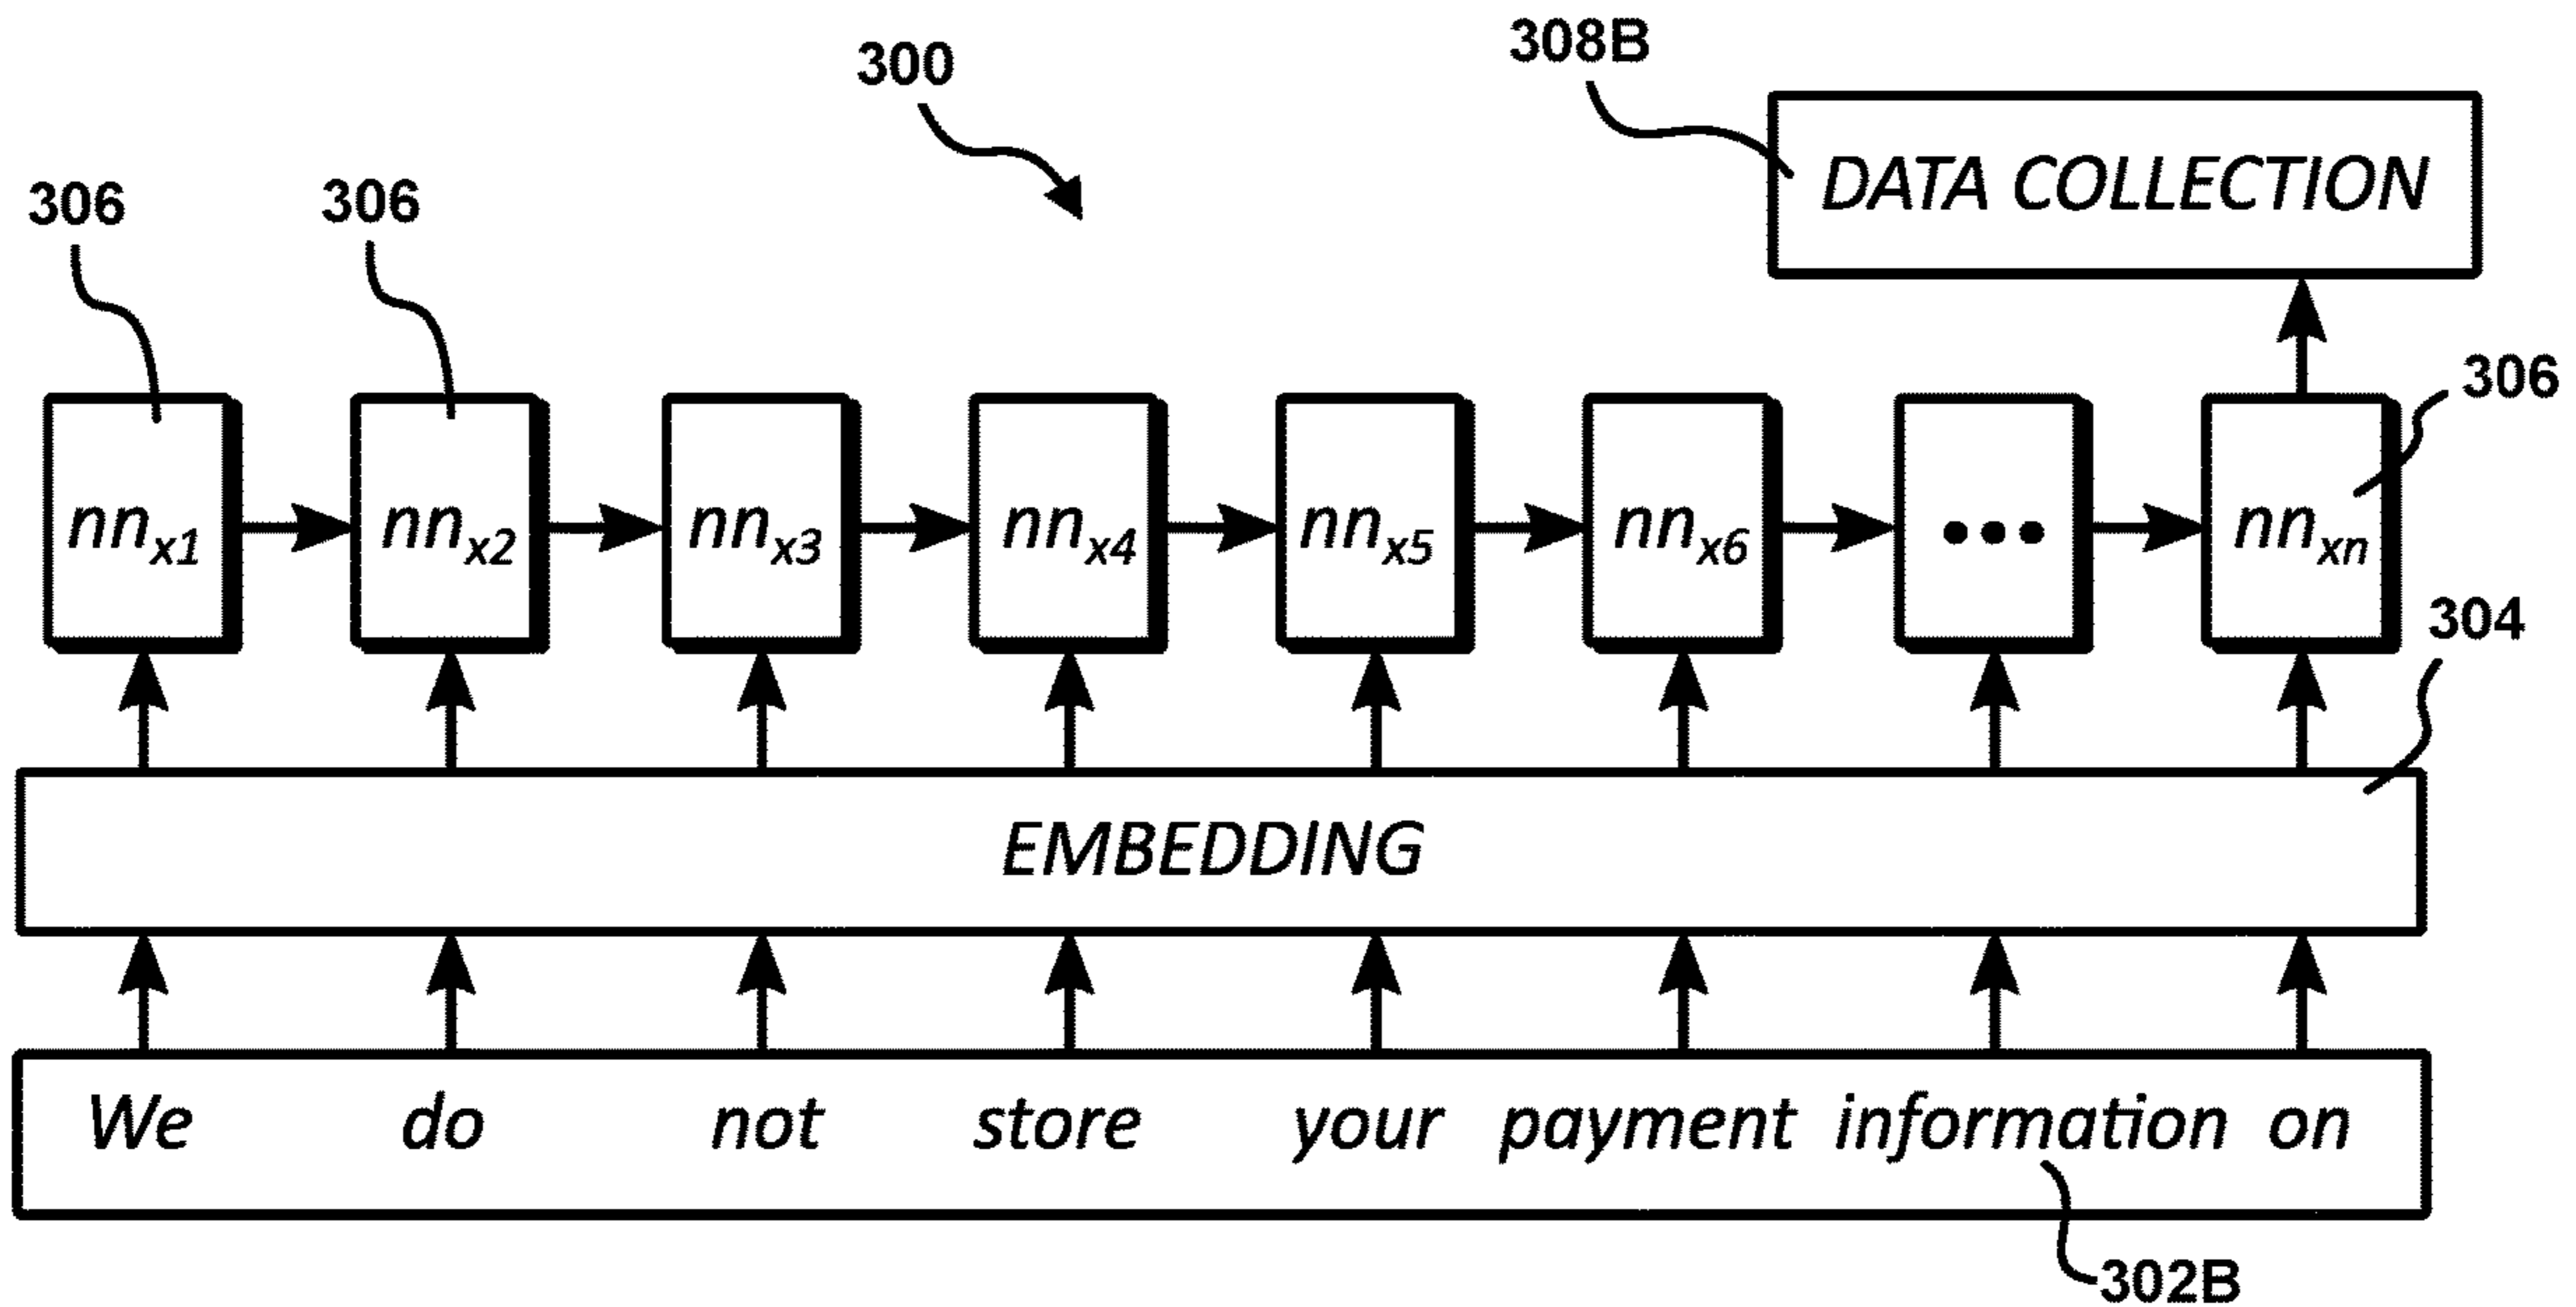 308B
300
DATA COLLECTION
306 306
306
nnx1 nnx2 nnx3 nnx4 nnx5 nnx6 ... nnxn
304
EMBEDDING
We do not store your payment information on
302B